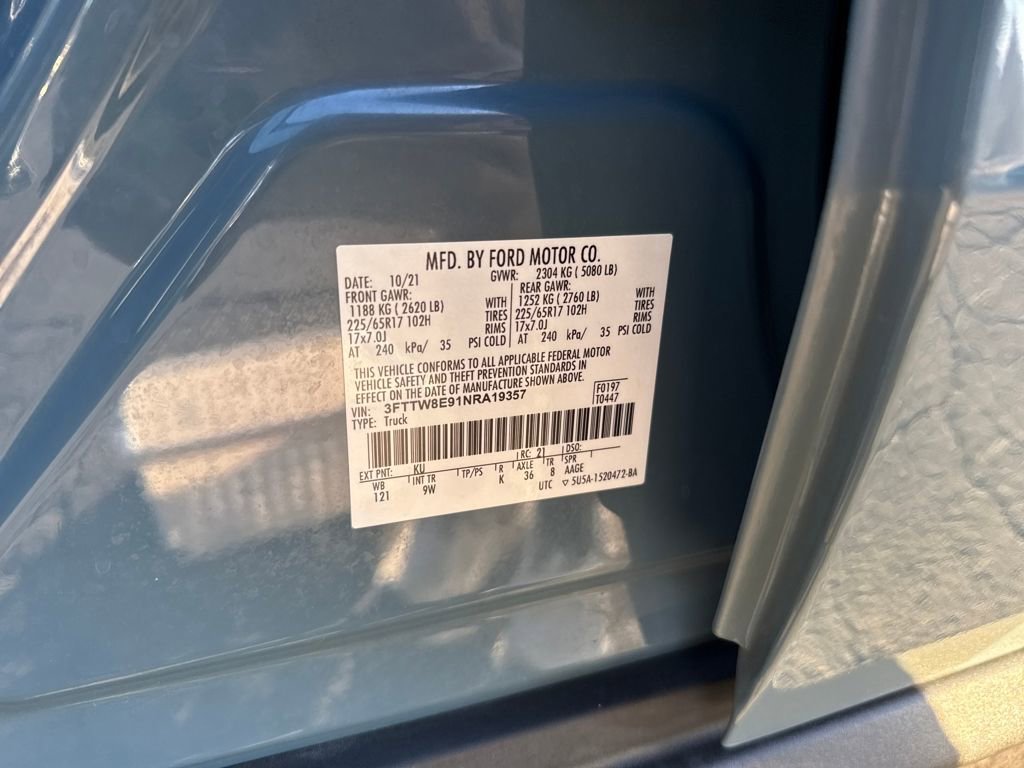 MFD. BY FORD MOTOR CO.
DATE: 10/21 GVWR: 2304 KG ( 5080 LB)
FRONT GAWR: REAR GAWR:
1188 KG ( 2620 LB) WITH 1252 KG ( 2760 LB) WITH
225/65R17 102H TIRES 225/65R17 102H TIRES
17x7.0J RIMS 17x7.0J RIMS
AT 240 kPa/ 35 PSI COLD AT 240 kPa/ 35 PSI COLD
THIS VEHICLE CONFORMS TO ALL APPLICABLE FEDERAL MOTOR
VEHICLE SAFETY AND THEFT PREVENTION STANDARDS IN
EFFECT ON THE DATE OF MANUFACTURE SHOWN ABOVE.
VIN: 3FTTW8E91NRA19357 F0197
TYPE: Truck T0447
EXT PNT: KU RC: 21 DSO:
WB INT TR TP/PS R AXLE TR SPR
121 9W K 36 8 AAGE
UTC ▽ 5U5A-1520472-BA